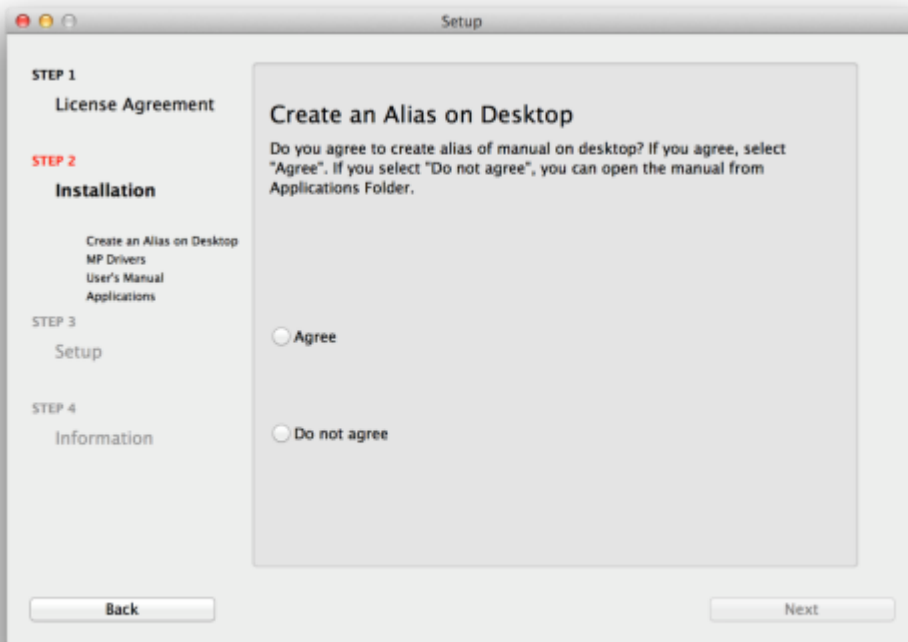 Setup
STEP 1
License Agreement
STEP 2
Installation
Create an Alias on Desktop
MP Drivers
User's Manual
Applications
STEP 3
Setup
STEP 4
Information
Create an Alias on Desktop
Do you agree to create alias of manual on desktop? If you agree, select
"Agree". If you select "Do not agree", you can open the manual from
Applications Folder.
Agree
Do not agree
Back
Next